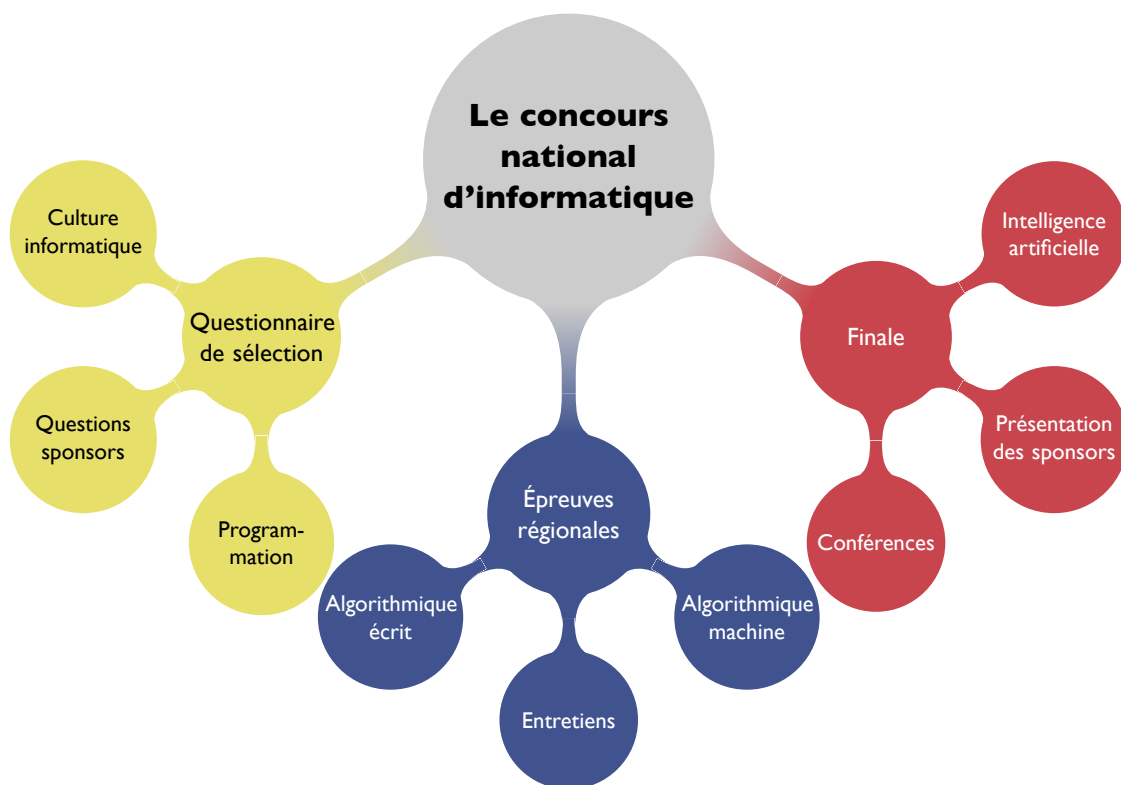 Le concours
national
d’informatique
Culture
informatique
Questionnaire
de sélection
Questions
sponsors
Program-
mation
Épreuves
régionales
Algorithmique
écrit
Entretiens
Algorithmique
machine
Finale
Intelligence
artificielle
Présentation
des sponsors
Conférences